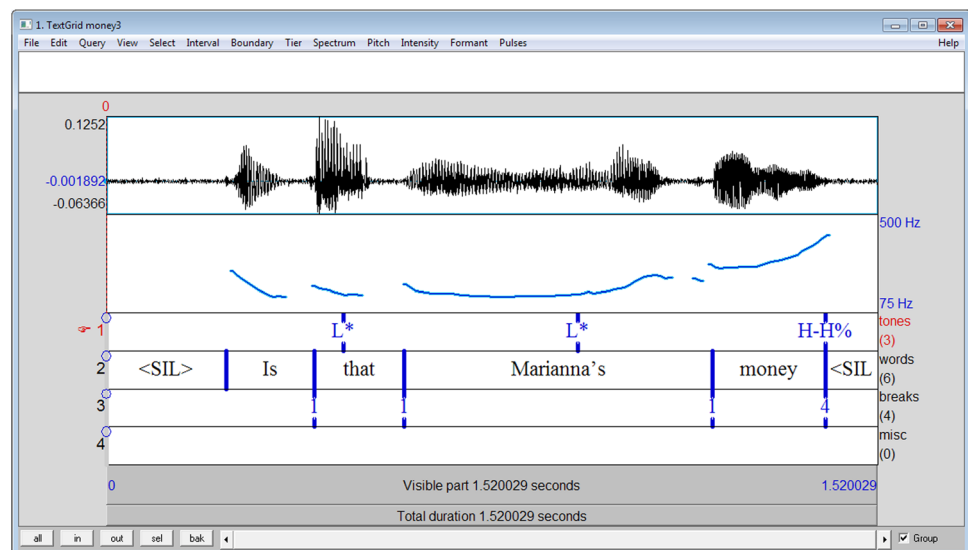 1. TextGrid money3
File Edit Query View Select Interval Boundary Tier Spectrum Pitch Intensity Formant Pulses Help
0
0.1252
-0.001892
-0.06366
500 Hz
75 Hz
1 L* L* H-H% tones
(3)
2 <SIL> Is that Marianna's money <SIL words
(6)
3 1 1 1 4 breaks
(4)
4 misc
(0)
0 Visible part 1.520029 seconds 1.520029
Total duration 1.520029 seconds
all in out sel bak Group